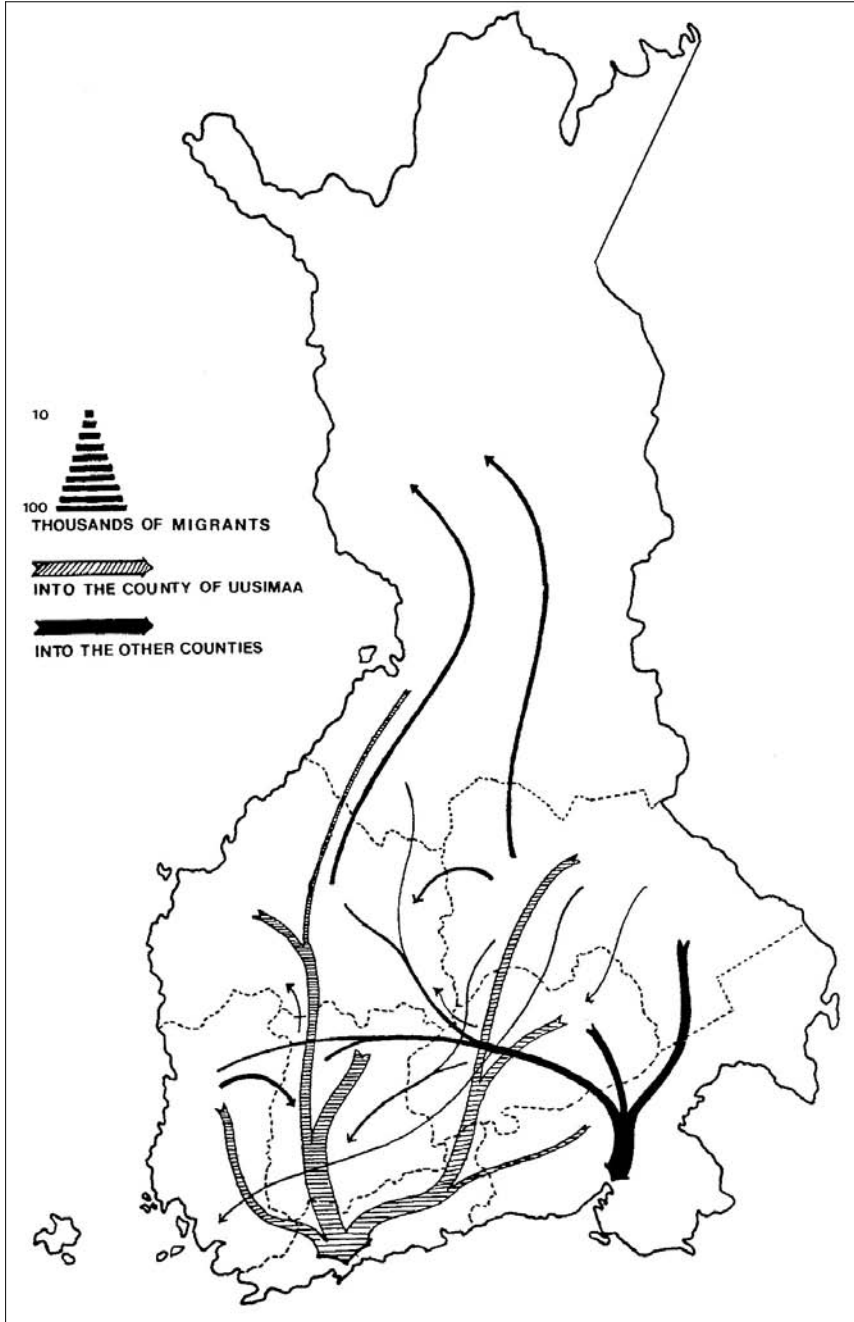 10
100
THOUSANDS OF MIGRANTS
INTO THE COUNTY OF UUSIMAA
INTO THE OTHER COUNTIES